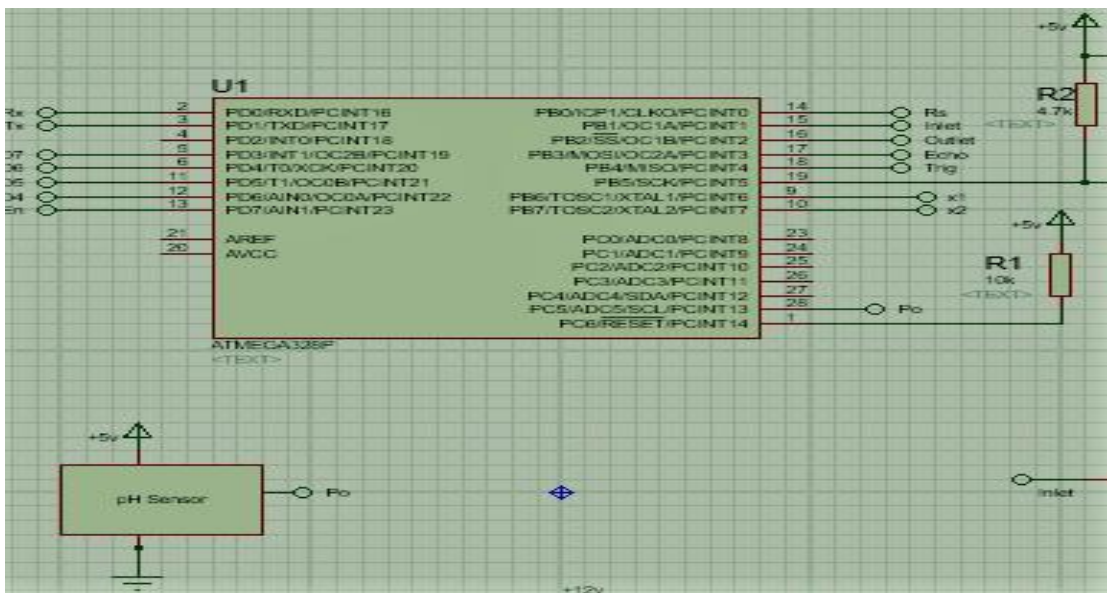 +5v
U1
R2
4.7k
<TEXT>
Rx
Tx
D7
D6
D5
D4
En
2
3
4
5
6
11
12
13
21
20
PD0/RXD/PCINT16
PD1/TXD/PCINT17
PD2/INT0/PCINT18
PD3/INT1/OC2B/PCINT19
PD4/T0/XCK/PCINT20
PD5/T1/OC0B/PCINT21
PD6/AIN0/OC0A/PCINT22
PD7/AIN1/PCINT23
AREF
AVCC
PB0/ICP1/CLKO/PCINT0
PB1/OC1A/PCINT1
PB2/SS/OC1B/PCINT2
PB3/MOSI/OC2A/PCINT3
PB4/MISO/PCINT4
PB5/SCK/PCINT5
PB6/TOSC1/XTAL1/PCINT6
PB7/TOSC2/XTAL2/PCINT7
PC0/ADC0/PCINT8
PC1/ADC1/PCINT9
PC2/ADC2/PCINT10
PC3/ADC3/PCINT11
PC4/ADC4/SDA/PCINT12
PC5/ADC5/SCL/PCINT13
PC6/RESET/PCINT14
14
15
16
17
18
19
9
10
23
24
25
26
27
28
1
Rs
Inlet
Outlet
Echo
Trig
x1
x2
Po
+5v
R1
10k
<TEXT>
ATMEGA328P
<TEXT>
+5v
pH Sensor
Po
Inlet
+12v